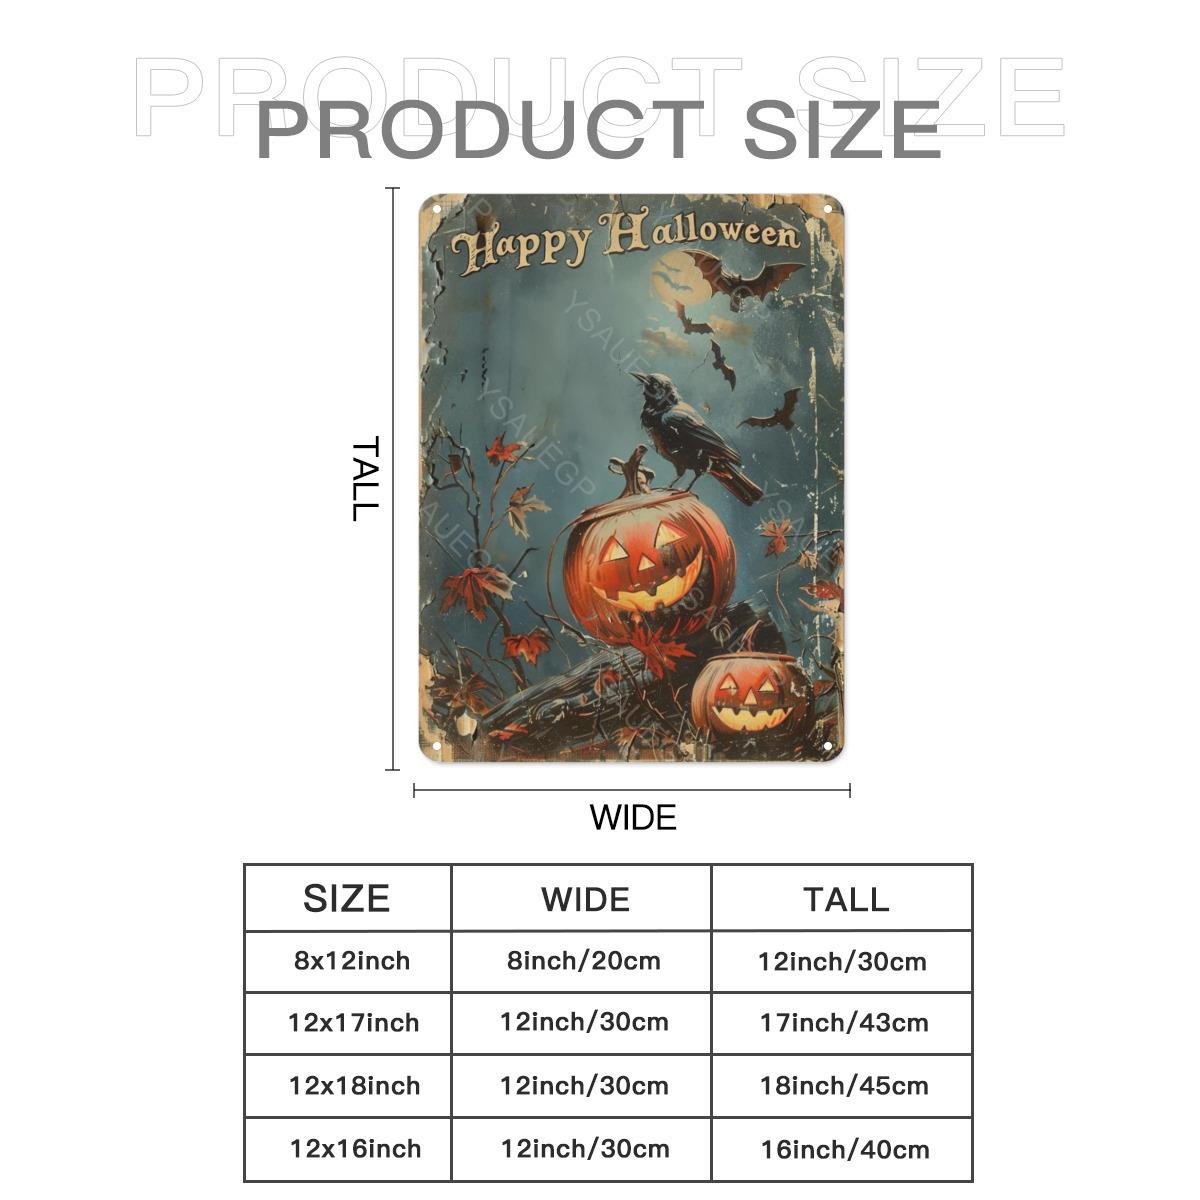 PRODUCT SIZE
PRODUCT SIZE
Happy Halloween
YSAUEGP
YSAUEGP
TALL
WIDE
SIZE WIDE TALL
8x12inch 8inch/20cm 12inch/30cm
12x17inch 12inch/30cm 17inch/43cm
12x18inch 12inch/30cm 18inch/45cm
12x16inch 12inch/30cm 16inch/40cm